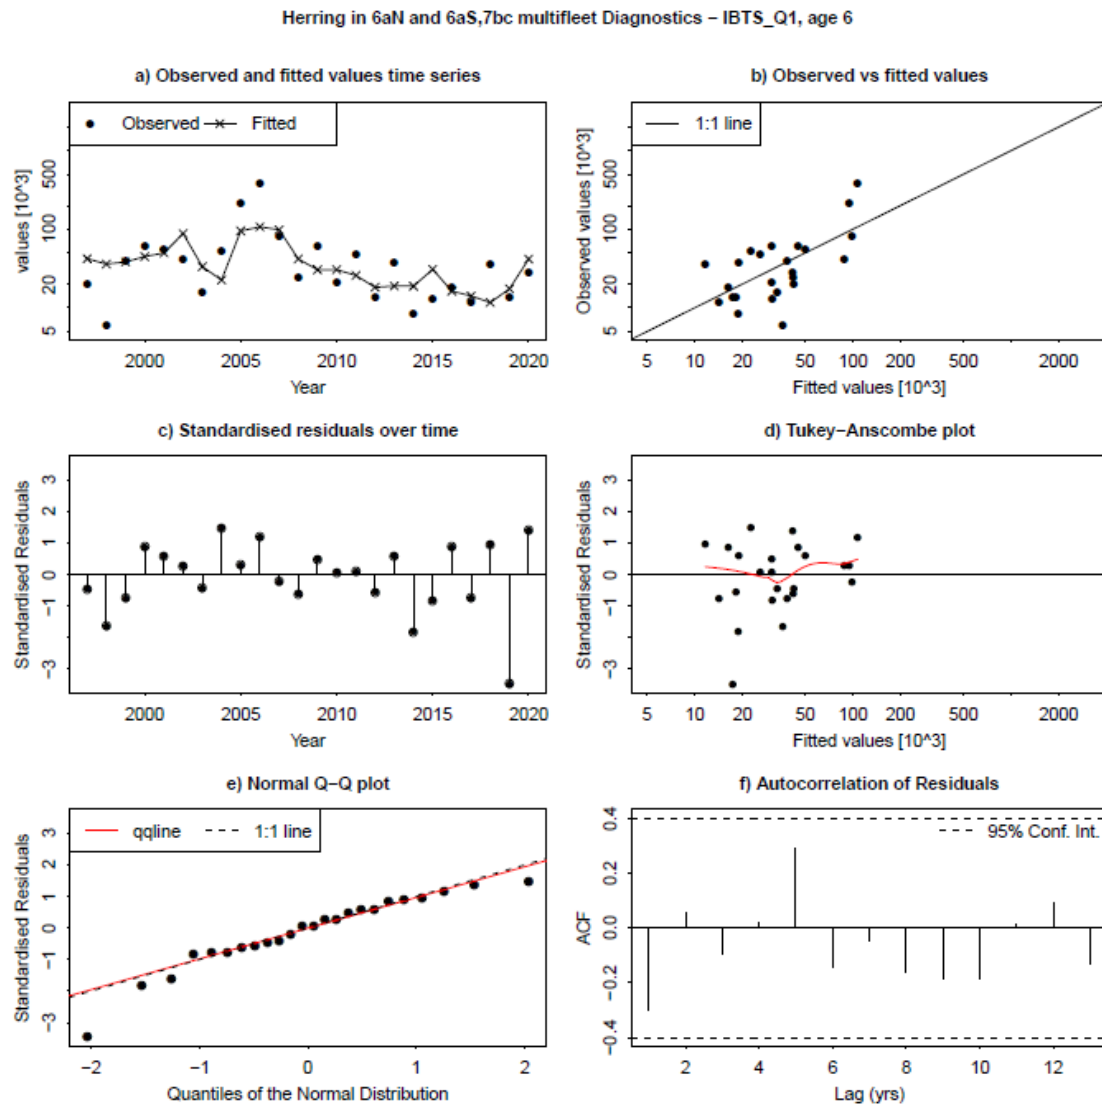 Herring in 6aN and 6aS,7bc multifleet Diagnostics − IBTS_Q1, age 6
a) Observed and fitted values time series
Observed Fitted
values [10^3]
500
100
20
5
2000 2005 2010 2015 2020
Year
b) Observed vs fitted values
1:1 line
Observed values [10^3]
500
100
20
5
5 10 20 50 100 200 500 2000
Fitted values [10^3]
c) Standardised residuals over time
Standardised Residuals
3
1
0
−1
−3
2000 2005 2010 2015 2020
Year
d) Tukey−Anscombe plot
Standardised Residuals
3
1
0
−1
−3
5 10 20 50 100 200 500 2000
Fitted values [10^3]
e) Normal Q−Q plot
qqline 1:1 line
Standardised Residuals
3
1
0
−1
−3
−2 −1 0 1 2
Quantiles of the Normal Distribution
f) Autocorrelation of Residuals
95% Conf. Int.
ACF
0.4
0.2
0.0
−0.2
−0.4
2 4 6 8 10 12
Lag (yrs)